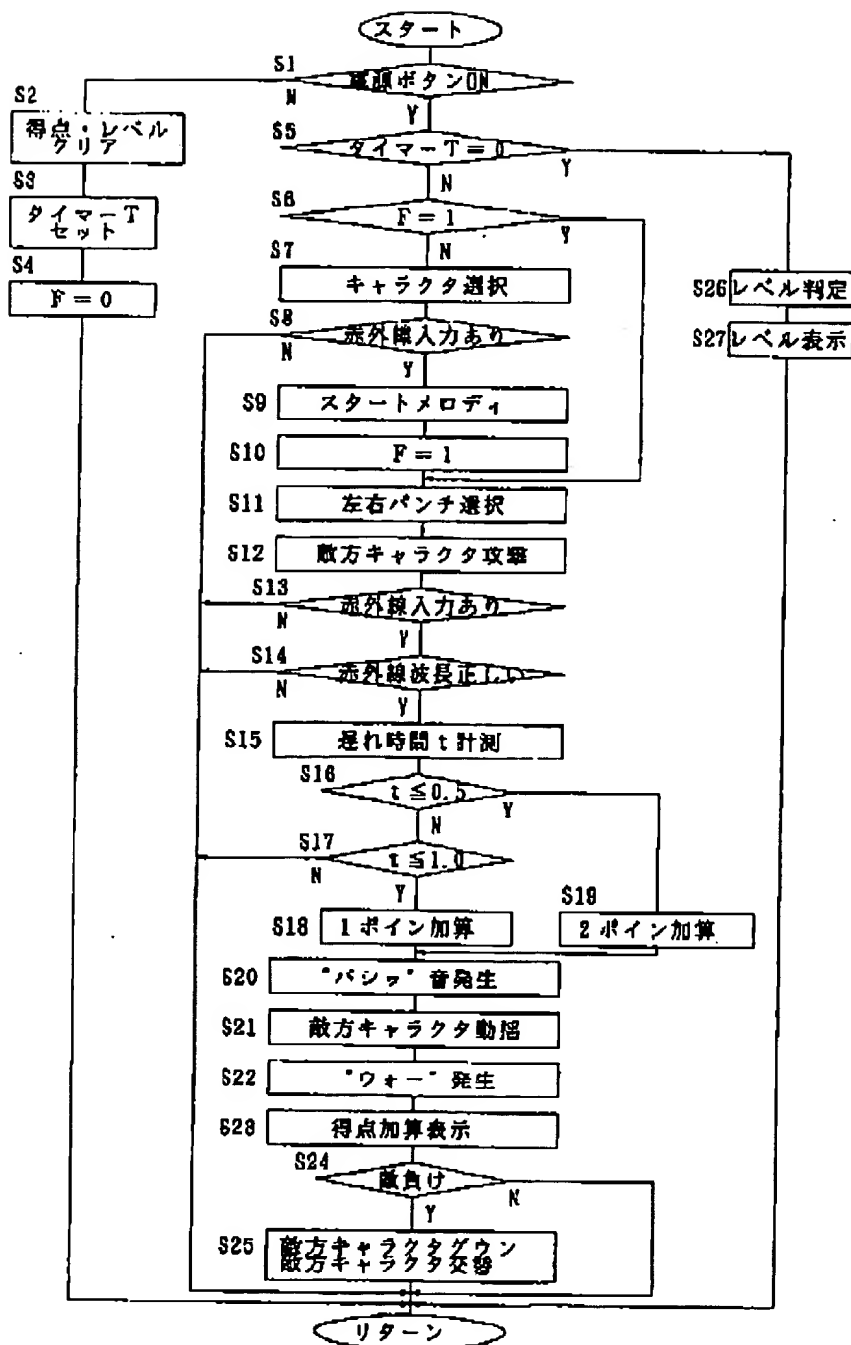 スタート
S1
電源ボタンON
N
Y
S2
得点・レベル
クリア
S3
タイマーT
セット
S4
F=0
S5
タイマーT=0
Y
N
S6
F=1
Y
N
S7
キャラクタ選択
S8
赤外線入力あり
N
Y
S9
スタートメロディ
S10
F=1
S11
左右パンチ選択
S12
敵方キャラクタ攻撃
S13
赤外線入力あり
N
Y
S14
赤外線波長正しい
N
Y
S15
遅れ時間t計測
S16
t≦0.5
Y
N
S17
t≦1.0
N
Y
S18
1ポイン加算
S19
2ポイン加算
S20
"バシッ"音発生
S21
敵方キャラクタ動揺
S22
"ウォー"発生
S23
得点加算表示
S24
敵負け
N
Y
S25
敵方キャラクタダウン
敵方キャラクタ交替
S26
レベル判定
S27
レベル表示
リターン